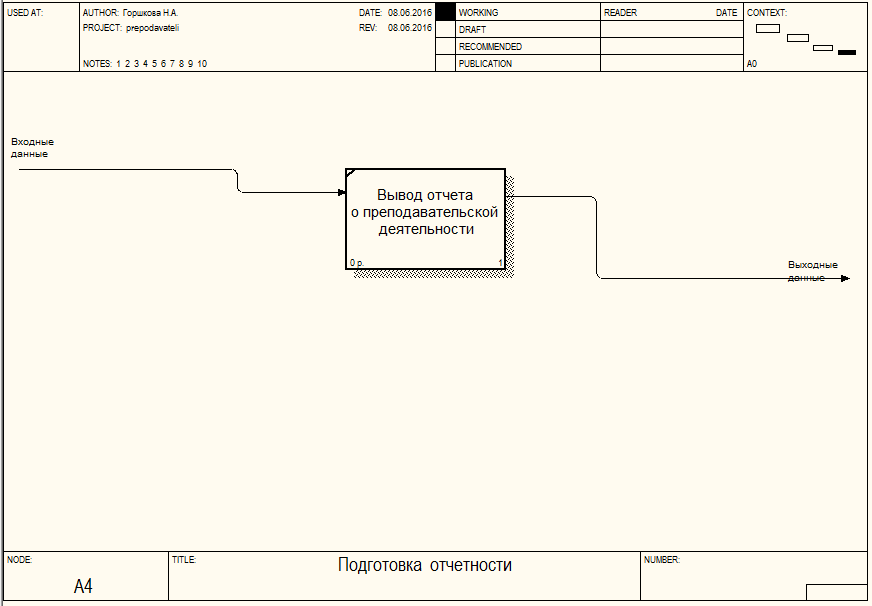 USED AT:
AUTHOR: Горшкова Н.А.
DATE: 08.06.2016
PROJECT: prepodavateli
REV: 08.06.2016
NOTES: 1 2 3 4 5 6 7 8 9 10
WORKING
DRAFT
RECOMMENDED
PUBLICATION
READER
DATE
CONTEXT:
A0
Входные
данные
Вывод отчета
о преподавательской
деятельности
0 р.
1
Выходные
данные
NODE:
A4
TITLE:
Подготовка отчетности
NUMBER: